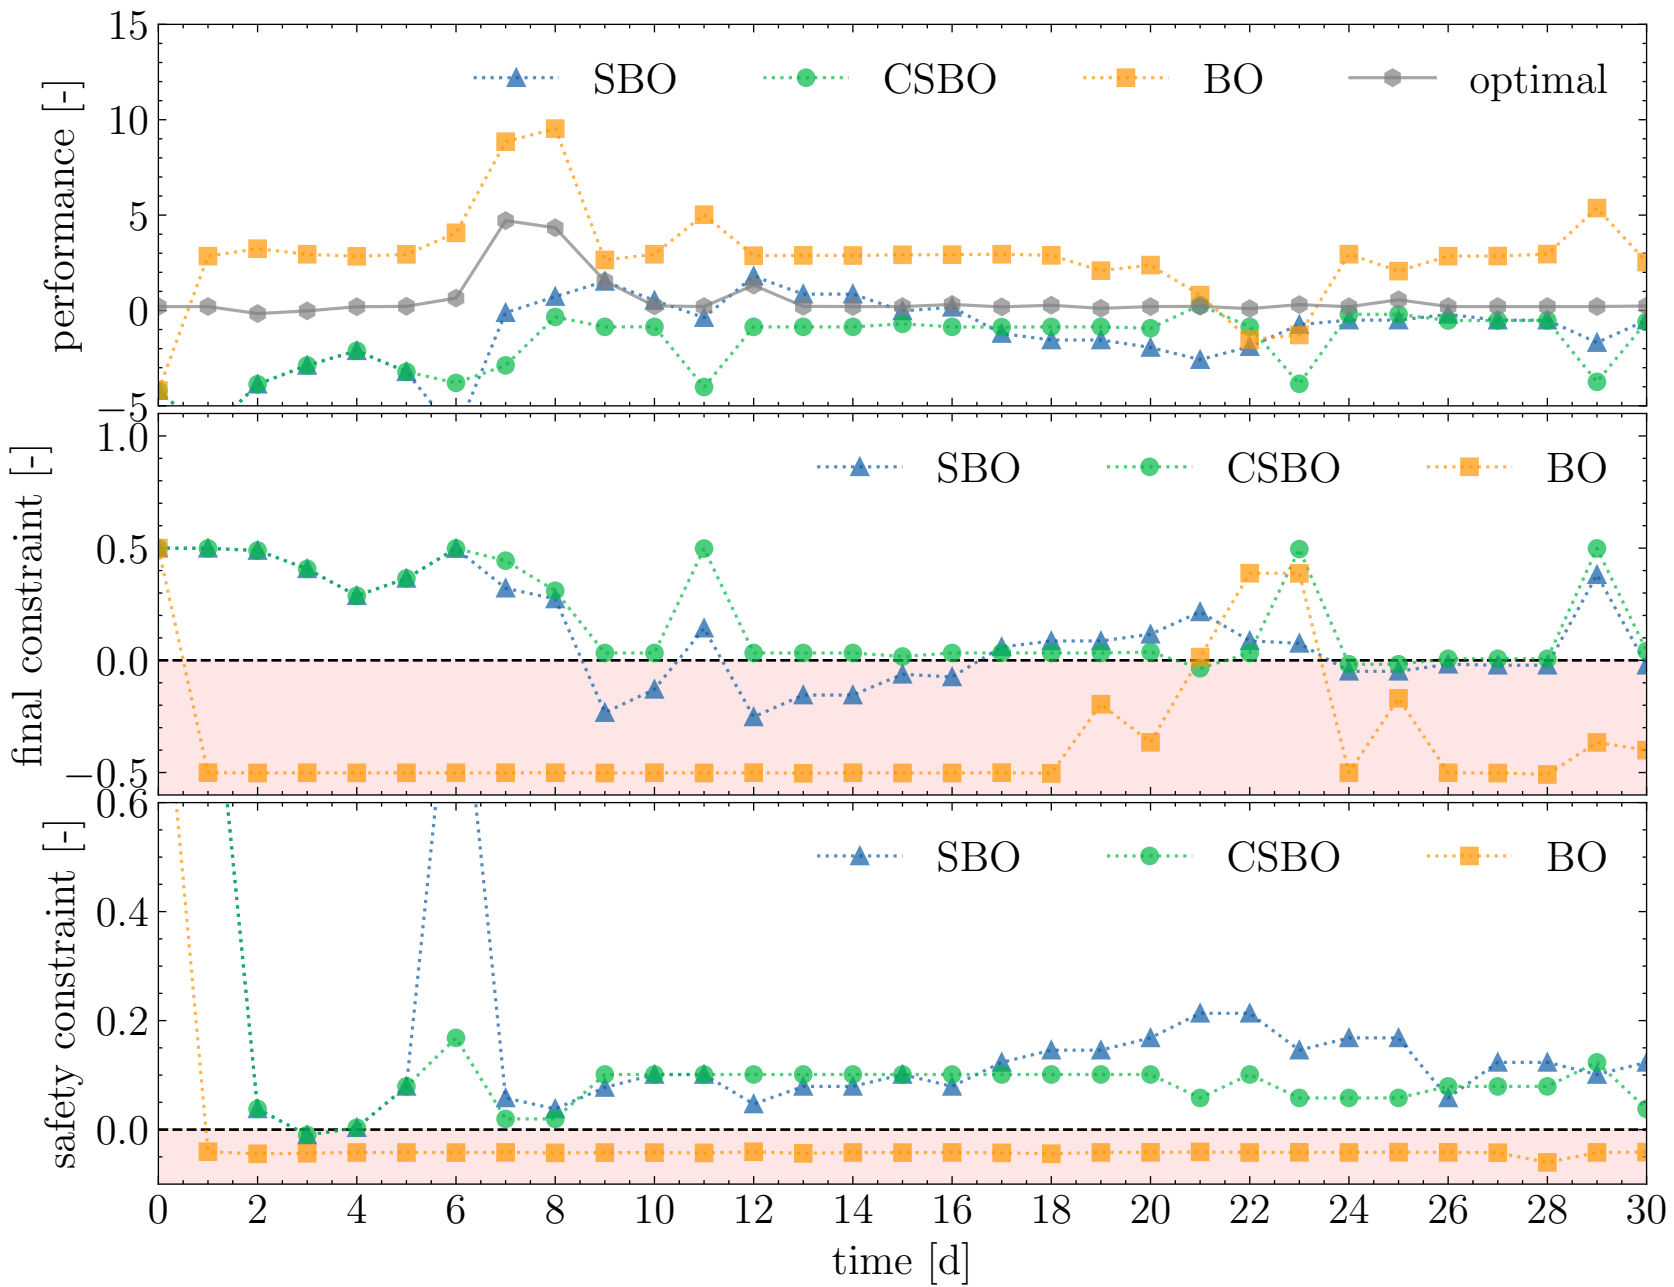 15
10
5
0
−5
performance [-]
SBO
CSBO
BO
optimal
1.0
0.5
0.0
−0.5
final constraint [-]
SBO
CSBO
BO
0.6
0.4
0.2
0.0
safety constraint [-]
SBO
CSBO
BO
0 2 4 6 8 10 12 14 16 18 20 22 24 26 28 30
time [d]